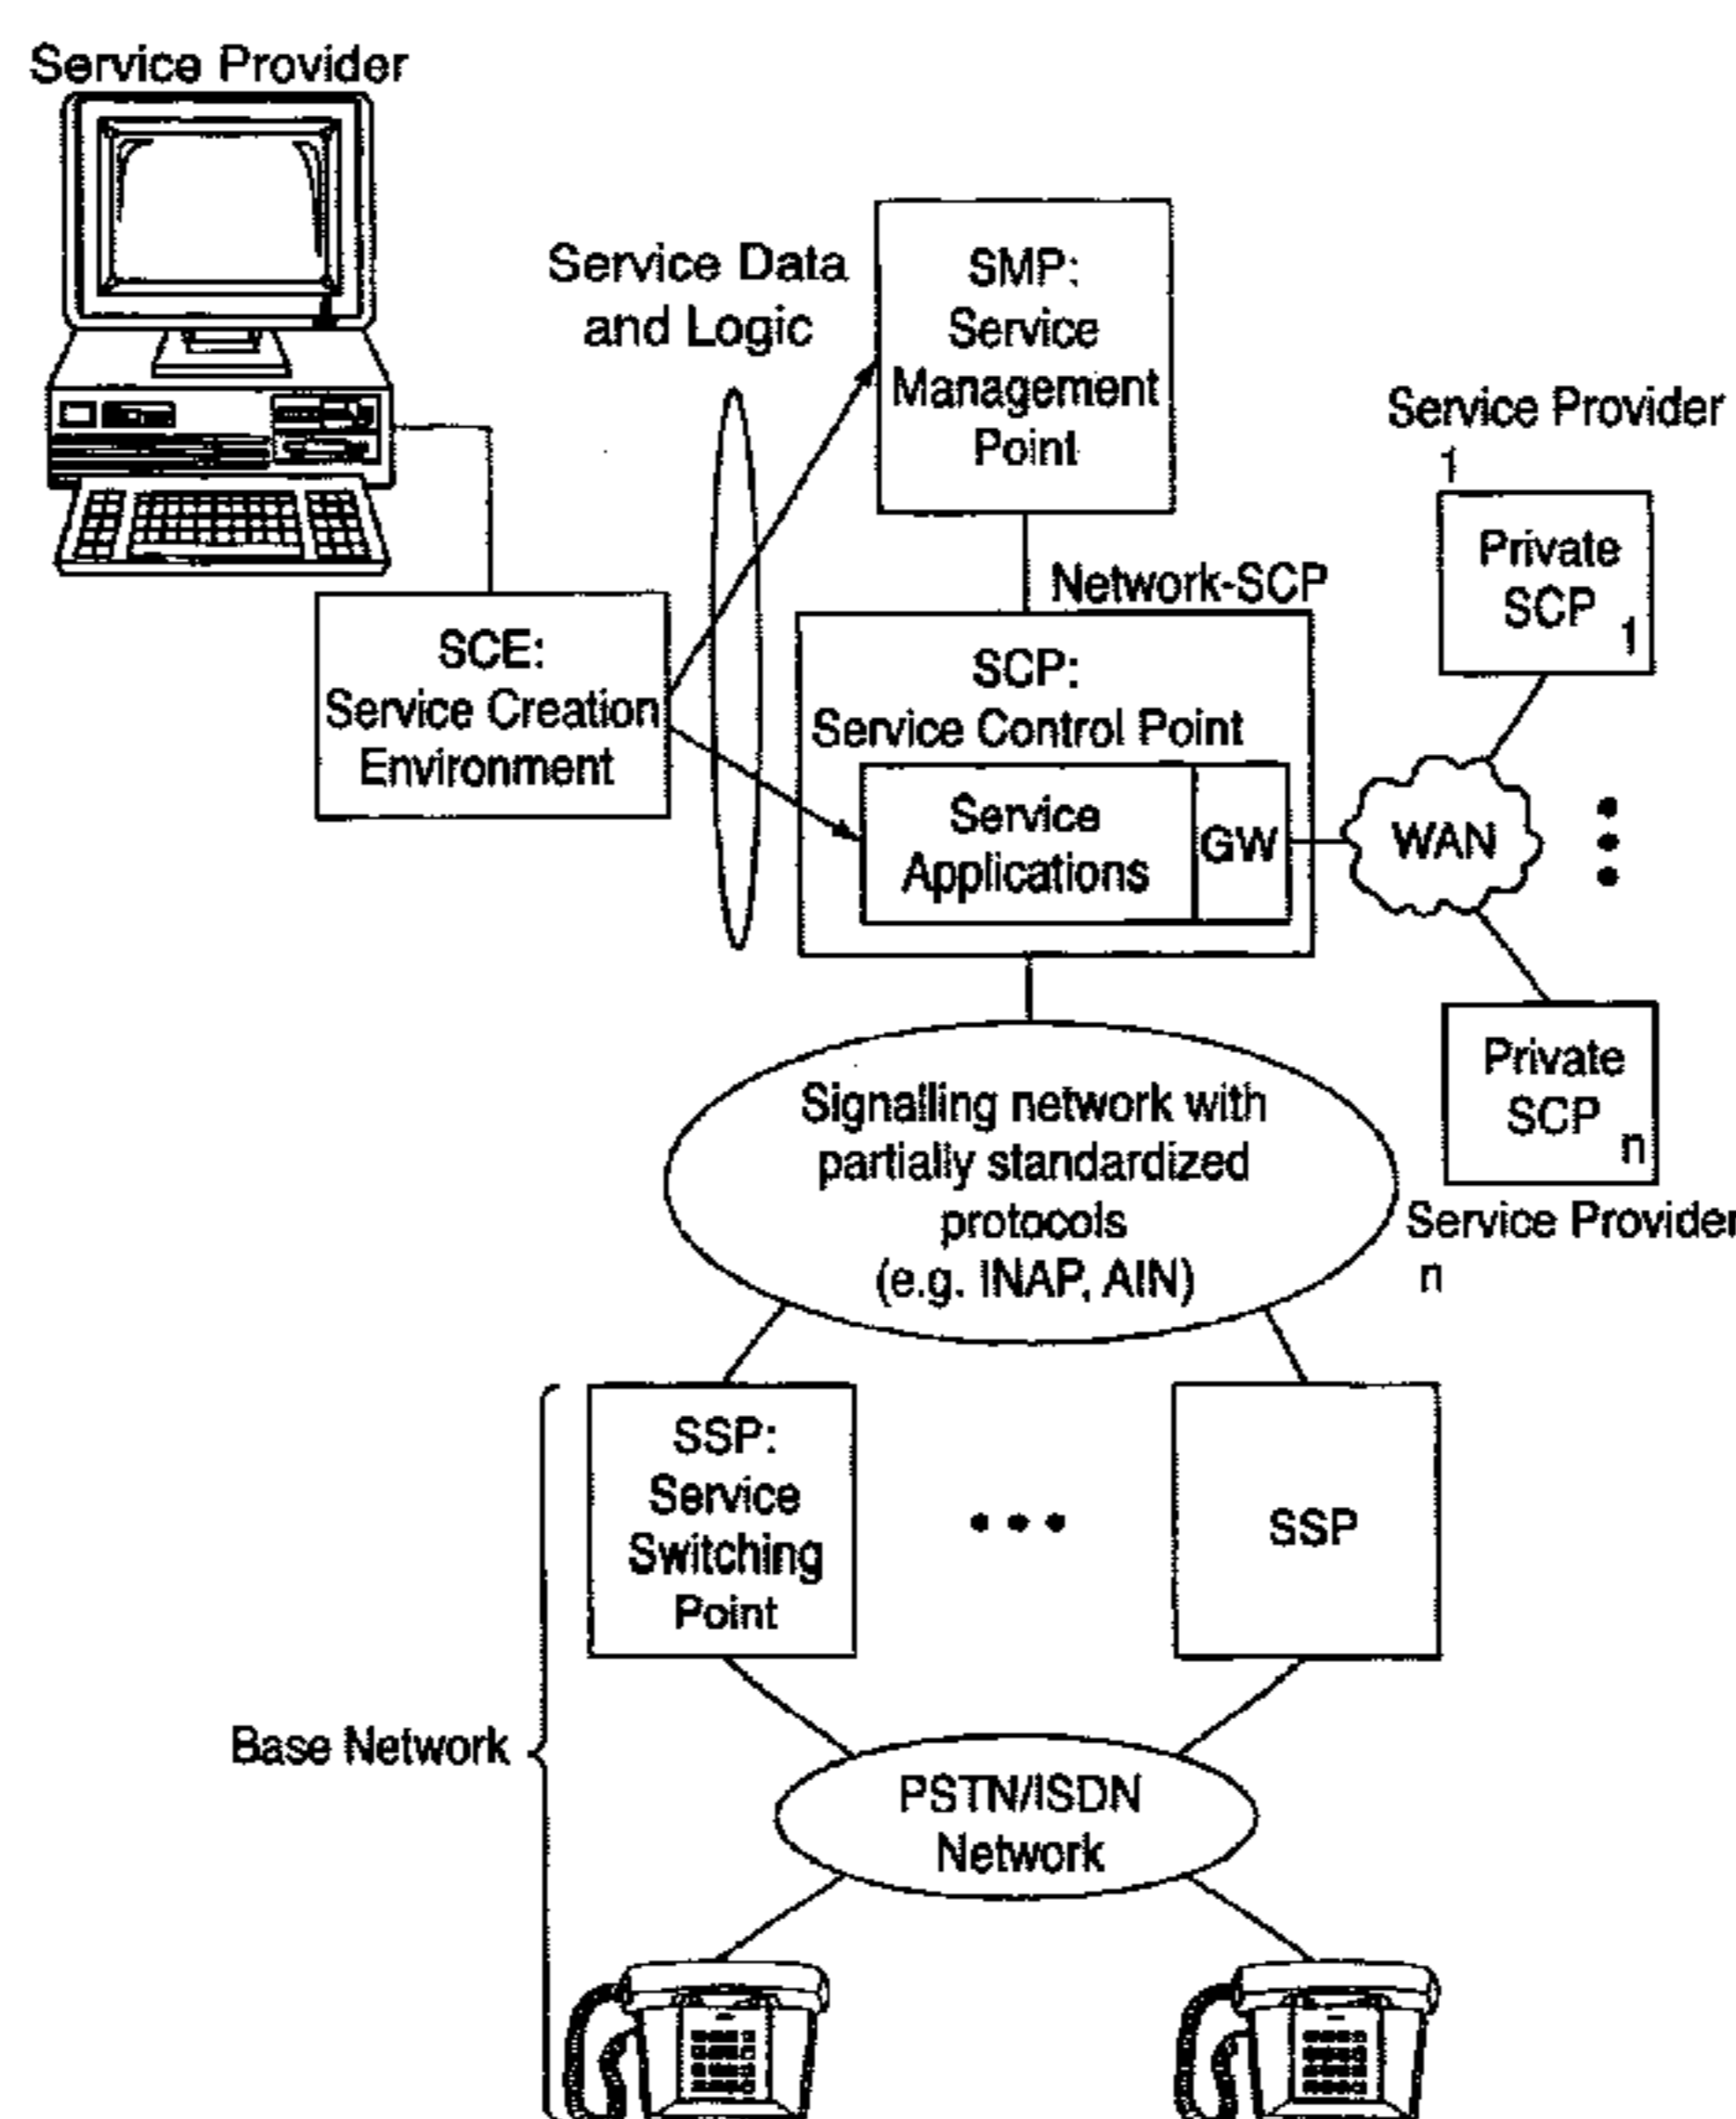 Service Provider
Service Data
and Logic
SMP:
Service
Management
Point
Service Provider
1
Private
SCP
1
Network-SCP
SCE:
Service Creation
Environment
SCP:
Service Control Point
Service
Applications
GW
WAN
Private
SCP
n
Service Provider
n
Signalling network with
partially standardized
protocols
(e.g. INAP, AIN)
SSP:
Service
Switching
Point
SSP
Base Network
PSTN/ISDN
Network